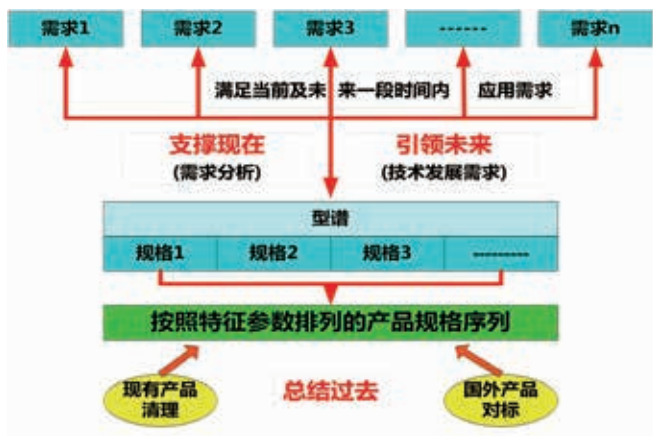 需求1
需求2
需求3
------
需求n
满足当前及未来一段时间内 应用需求
支撑现在
(需求分析)
引领未来
(技术发展需求)
型谱
规格1
规格2
规格3
---------
按照特征参数排列的产品规格序列
现有产品
清理
总结过去
国外产品
对标